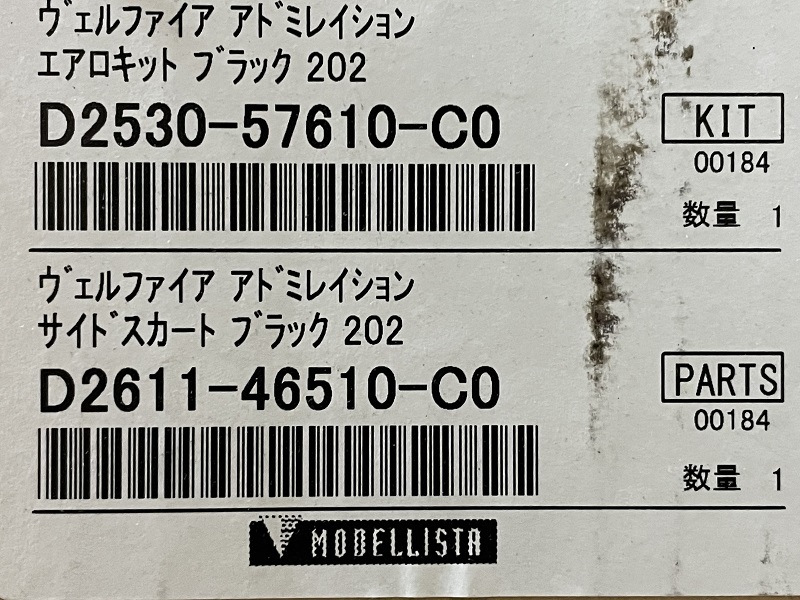 ヴェルファイア アドミレイション
エアロキット ブラック 202
D2530-57610-C0
KIT
00184
数量 1
ヴェルファイア アドミレイション
サイドスカート ブラック 202
D2611-46510-C0
PARTS
00184
数量 1
MODELLISTA